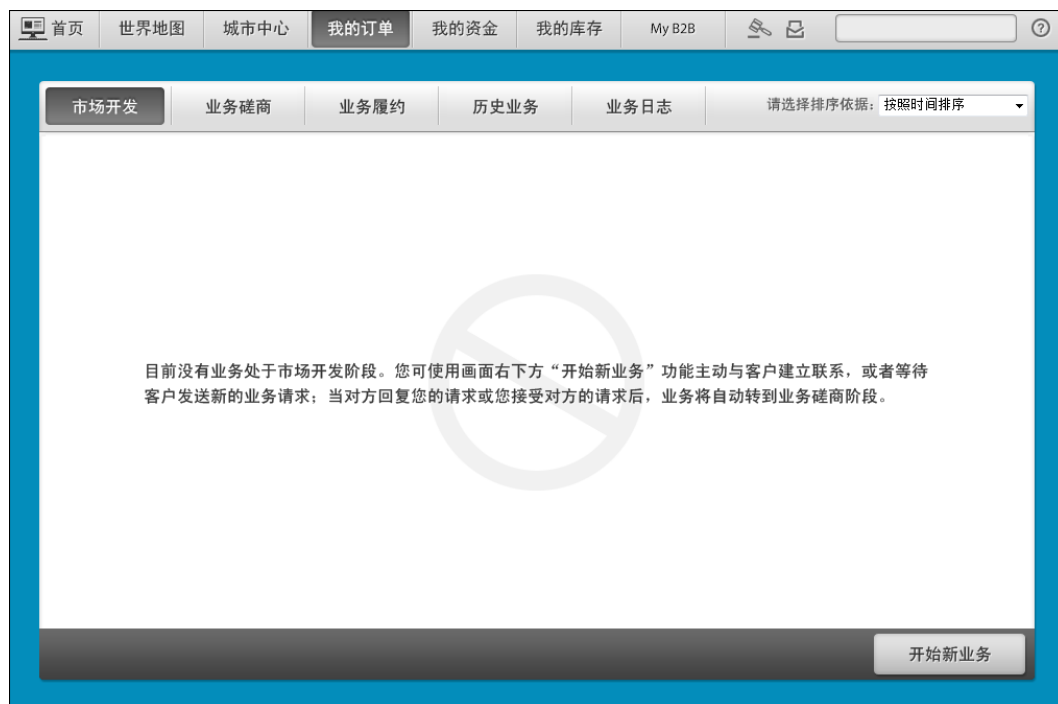 首页 世界地图 城市中心 我的订单 我的资金 我的库存 My B2B
市场开发 业务磋商 业务履约 历史业务 业务日志 请选择排序依据: 按照时间排序
目前没有业务处于市场开发阶段。您可使用画面右下方“开始新业务”功能主动与客户建立联系，或者等待
客户发送新的业务请求；当对方回复您的请求或您接受对方的请求后，业务将自动转到业务磋商阶段。
开始新业务